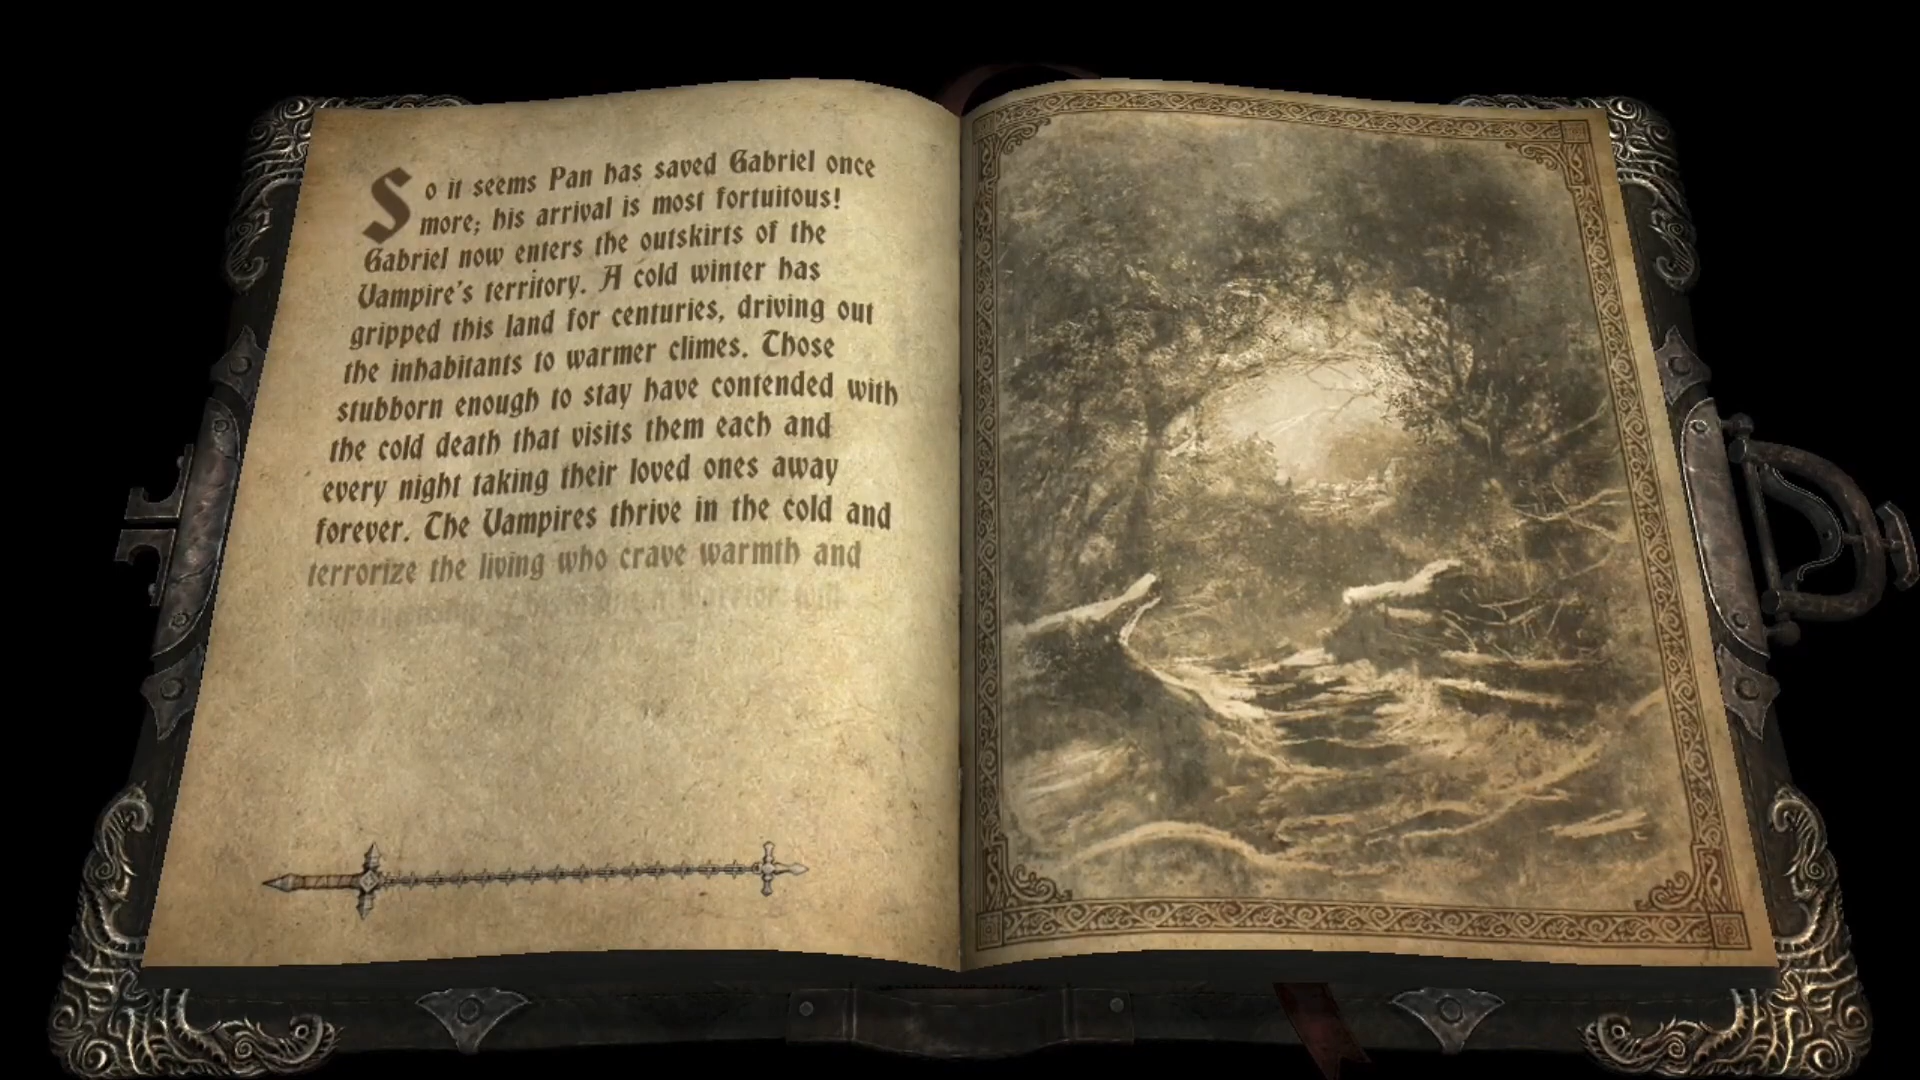 So it seems Pan has saved Gabriel once
more; his arrival is most fortuitous!
Gabriel now enters the outskirts of the
Vampire's territory. A cold winter has
gripped this land for centuries, driving out
the inhabitants to warmer climes. Those
stubborn enough to stay have contended with
the cold death that visits them each and
every night taking their loved ones away
forever. The Vampires thrive in the cold and
terrorize the living who crave warmth and
warrior will